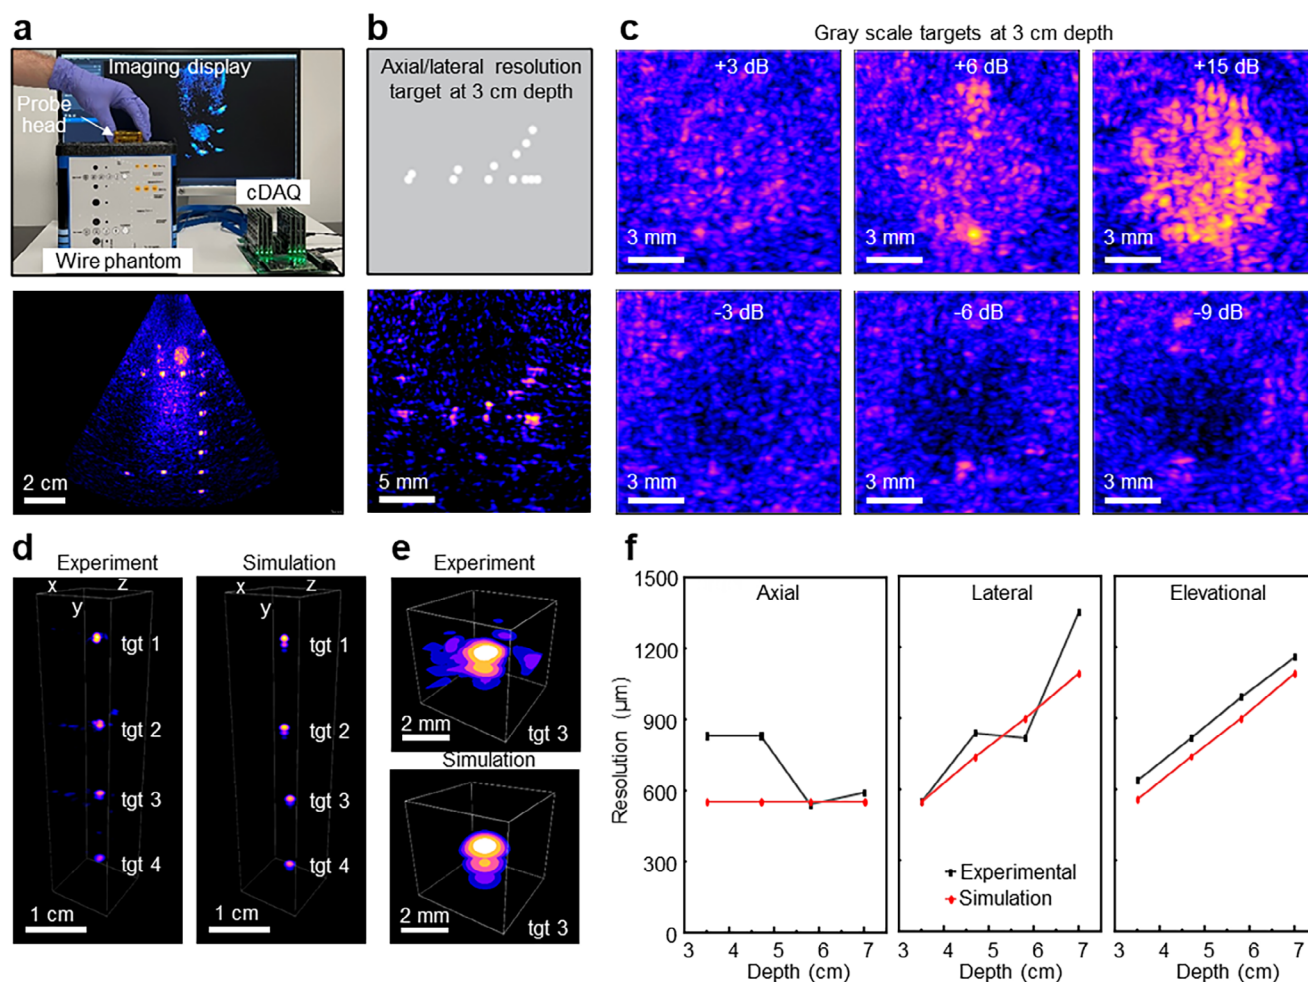 a
Imaging display
Probe
head
cDAQ
Wire phantom
2 cm
b
Axial/lateral resolution
target at 3 cm depth
5 mm
c
Gray scale targets at 3 cm depth
+3 dB
3 mm
+6 dB
3 mm
+15 dB
3 mm
-3 dB
3 mm
-6 dB
3 mm
-9 dB
3 mm
d
Experiment
x
z
y
tgt 1
tgt 2
tgt 3
tgt 4
1 cm
Simulation
x
z
y
tgt 1
tgt 2
tgt 3
tgt 4
1 cm
e
Experiment
2 mm
tgt 3
Simulation
2 mm
tgt 3
f
Resolution (µm)
1500
1200
900
600
300
0
Axial
3 4 5 6 7
Depth (cm)
Lateral
Experimental
Simulation
3 4 5 6 7
Depth (cm)
Elevational
3 4 5 6 7
Depth (cm)